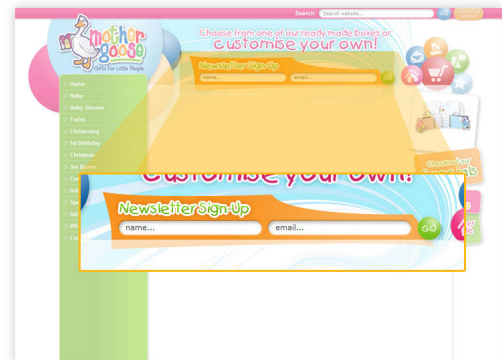 Search: Search website... GO
mother goose
Gifts For Little People
Choose from one of our ready made boxes or
customise your own!
Newsletter Sign-Up
name... email... GO
Home
Baby
Baby Shower
Twins
Christening
1st Birthday
Christmas
customise your own!
Newsletter Sign-Up
name... email... GO